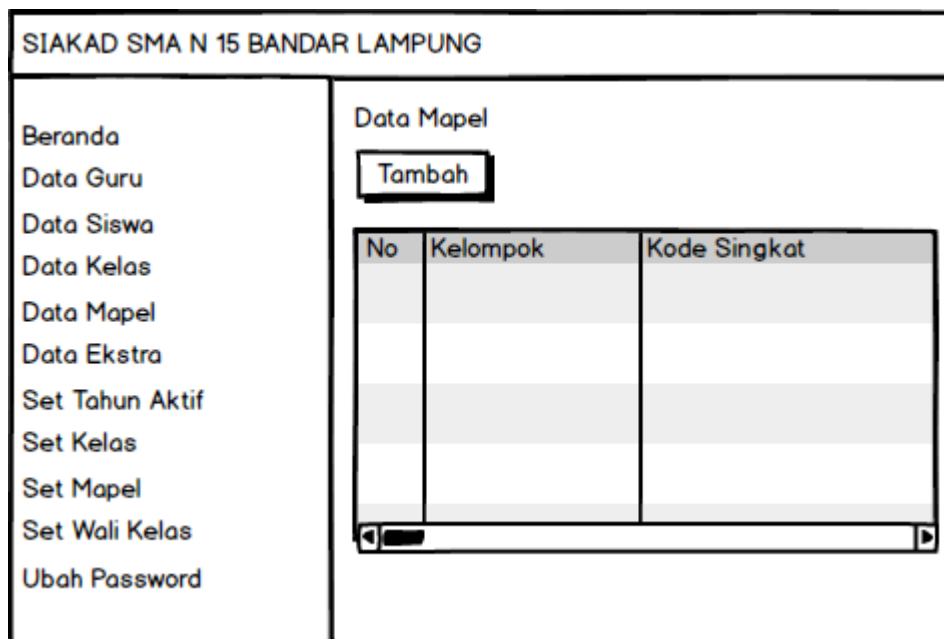 SIAKAD SMA N 15 BANDAR LAMPUNG
Beranda
Data Guru
Data Siswa
Data Kelas
Data Mapel
Data Ekstra
Set Tahun Aktif
Set Kelas
Set Mapel
Set Wali Kelas
Ubah Password
Data Mapel
Tambah
No Kelompok Kode Singkat